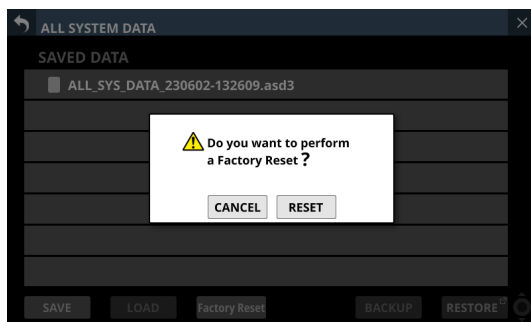 ALL SYSTEM DATA
SAVED DATA
ALL_SYS_DATA_230602-132609.asd3
Do you want to perform
a Factory Reset ?
CANCEL RESET
SAVE LOAD Factory Reset BACKUP RESTORE